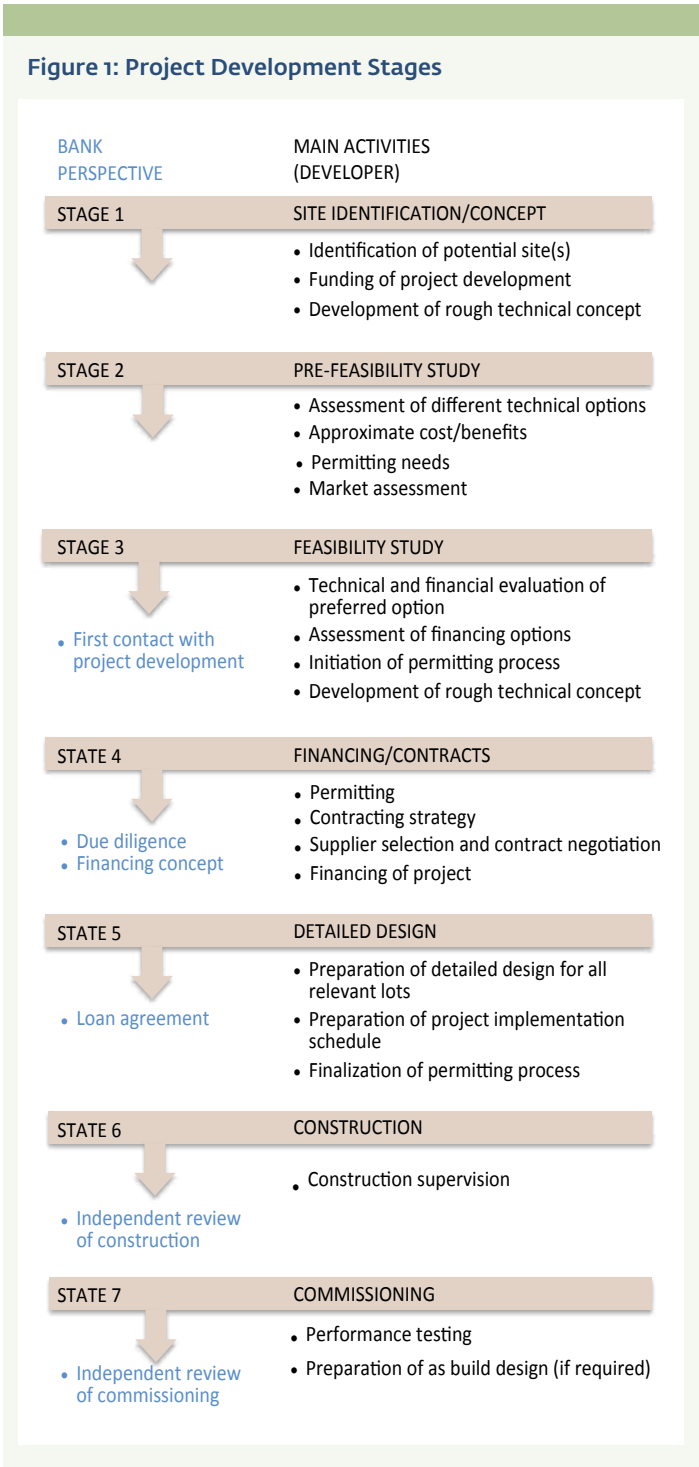 Figure 1: Project Development Stages
BANK
PERSPECTIVE
MAIN ACTIVITIES
(DEVELOPER)
STAGE 1
SITE IDENTIFICATION/CONCEPT
• Identification of potential site(s)
• Funding of project development
• Development of rough technical concept
STAGE 2
PRE-FEASIBILITY STUDY
• Assessment of different technical options
• Approximate cost/benefits
• Permitting needs
• Market assessment
STAGE 3
FEASIBILITY STUDY
• First contact with
project development
• Technical and financial evaluation of
preferred option
• Assessment of financing options
• Initiation of permitting process
• Development of rough technical concept
STATE 4
FINANCING/CONTRACTS
• Due diligence
• Financing concept
• Permitting
• Contracting strategy
• Supplier selection and contract negotiation
• Financing of project
STATE 5
DETAILED DESIGN
• Loan agreement
• Preparation of detailed design for all
relevant lots
• Preparation of project implementation
schedule
• Finalization of permitting process
STATE 6
CONSTRUCTION
• Independent review
of construction
• Construction supervision
STATE 7
COMMISSIONING
• Independent review
of commissioning
• Performance testing
• Preparation of as build design (if required)